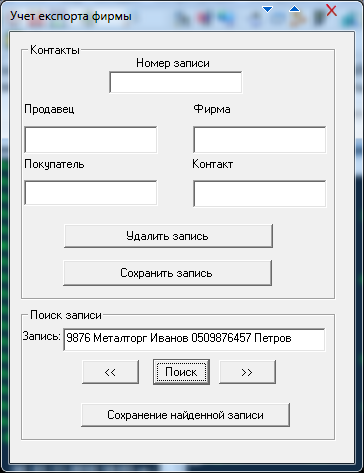 Учет експорта фирмы
Контакты
Номер записи
Продавец Фирма
Покупатель Контакт
Удалить запись
Сохранить запись
Поиск записи
Запись: 9876 Металторг Иванов 0509876457 Петров
<< Поиск >>
Сохранение найденной записи